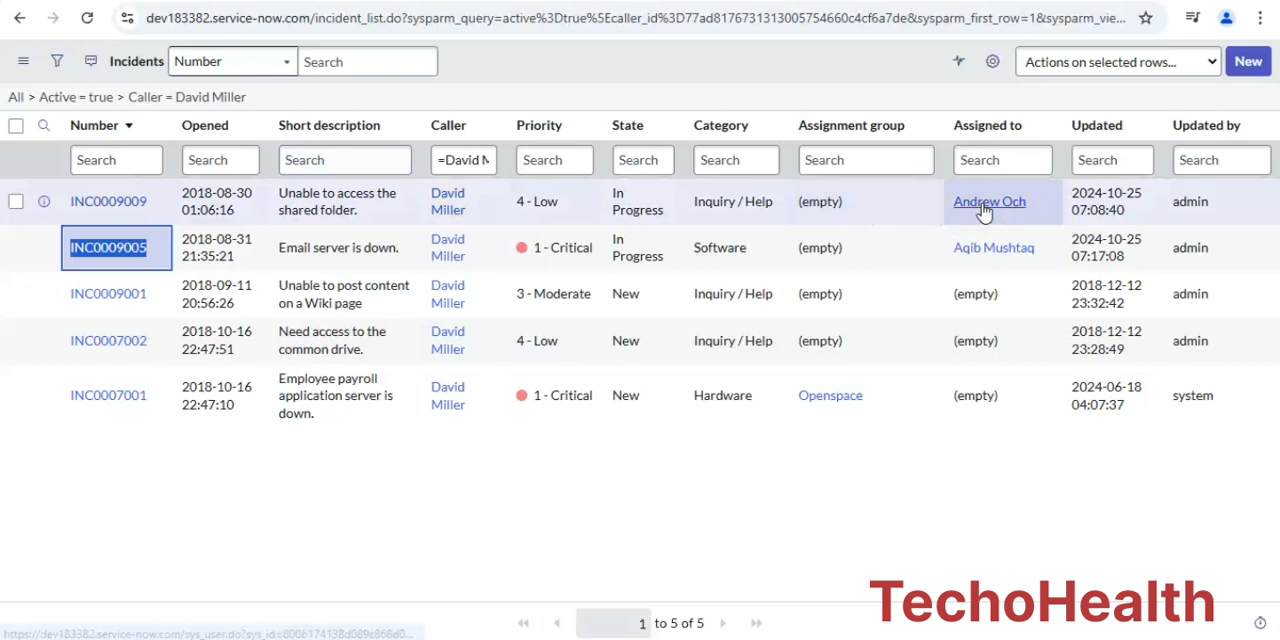 dev183382.service-now.com/incident_list.do?sysparm_query=active%3Dtrue%5Ecaller_id%3D77ad8176731313005754660c4cf6a7de&sysparm_first_row=1&sysparm_vie...
Incidents Number Search Actions on selected rows... New
All > Active = true > Caller = David Miller
Number Opened Short description Caller Priority State Category Assignment group Assigned to Updated Updated by
Search Search Search =David M Search Search Search Search Search Search Search
INC0009009 2018-08-30 01:06:16 Unable to access the shared folder. David Miller 4 - Low In Progress Inquiry / Help (empty) Andrew Och 2024-10-25 07:08:40 admin
INC0009005 2018-08-31 21:35:21 Email server is down. David Miller 1 - Critical In Progress Software (empty) Aqib Mushtaq 2024-10-25 07:17:08 admin
INC0009001 2018-09-11 20:56:26 Unable to post content on a Wiki page David Miller 3 - Moderate New Inquiry / Help (empty) (empty) 2018-12-12 23:32:42 admin
INC0007002 2018-10-16 22:47:51 Need access to the common drive. David Miller 4 - Low New Inquiry / Help (empty) (empty) 2018-12-12 23:28:49 admin
INC0007001 2018-10-16 22:47:10 Employee payroll application server is down. David Miller 1 - Critical New Hardware Openspace (empty) 2024-06-18 04:07:37 system
TechoHealth
1 to 5 of 5